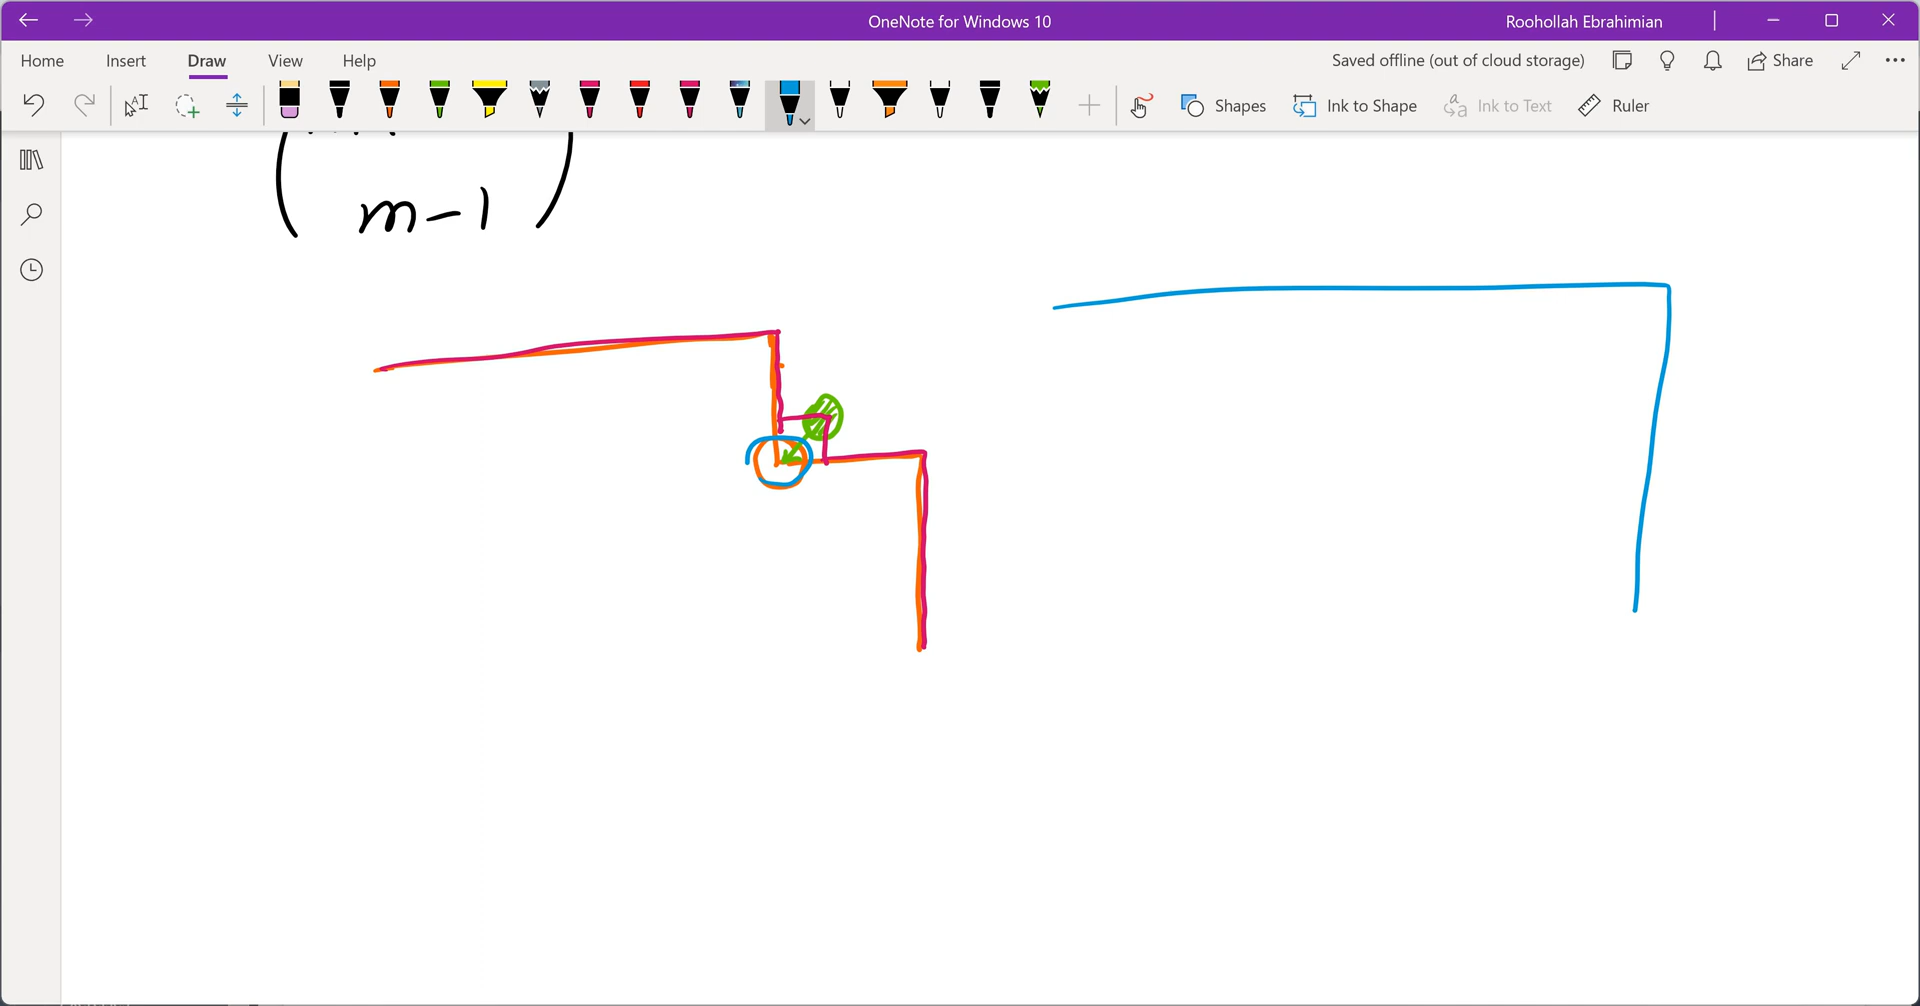 OneNote for Windows 10
Roohollah Ebrahimian
Home Insert Draw View Help
Saved offline (out of cloud storage)
Share
Shapes
Ink to Shape
Ink to Text
Ruler
m-1